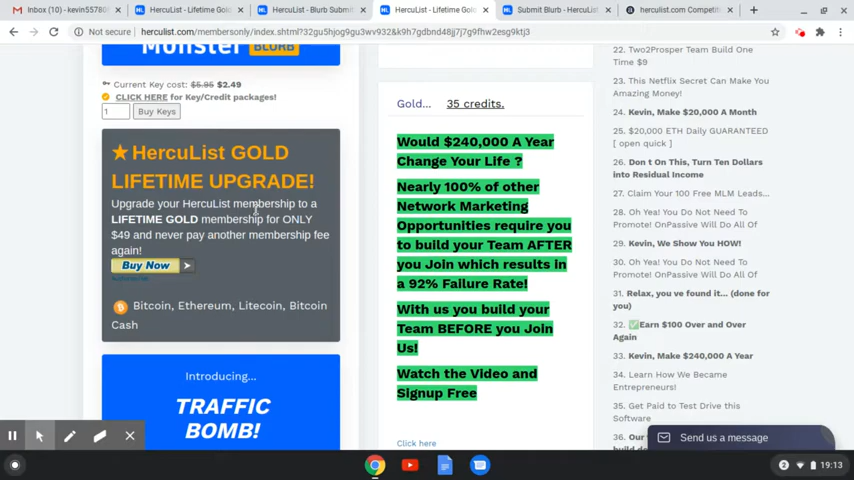 Inbox (10) - kevin55780
HercuList - Lifetime Gold
HercuList - Blurb Submit
HercuList - Lifetime Gold
Submit Blurb - HercuList
herculist.com Competit
Not secure | herculist.com/membersonly/index.shtml?32gu5hjog9gu3wv932&k9h7gdbnd48jj7j7g9fhw2esg9ktj3
Monster BLURB
Current Key cost: $5.95 $2.49
CLICK HERE for Key/Credit packages!
1 Buy Keys
HercuList GOLD
LIFETIME UPGRADE!
Upgrade your HercuList membership to a
LIFETIME GOLD membership for ONLY
$49 and never pay another membership fee
again!
Buy Now
Bitcoin, Ethereum, Litecoin, Bitcoin
Cash
Introducing...
TRAFFIC
BOMB!
Gold... 35 credits.
Would $240,000 A Year
Change Your Life ?
Nearly 100% of other
Network Marketing
Opportunities require you
to build your Team AFTER
you Join which results in
a 92% Failure Rate!
With us you build your
Team BEFORE you Join
Us!
Watch the Video and
Signup Free
Click here
22. Two2Prosper Team Build One
Time $9
23. This Netflix Secret Can Make You
Amazing Money!
24. Kevin, Make $20,000 A Month
25. $20,000 ETH Daily GUARANTEED
[ open quick ]
26. Don t On This, Turn Ten Dollars
into Residual Income
27. Claim Your 100 Free MLM Leads...
28. Oh! Yea! You Do Not Need To
Promote! OnPassive Will Do All Of
29. Kevin, We Show You HOW!
30. Oh! Yea! You Do Not Need To
Promote! OnPassive Will Do All Of
31. Relax, you ve found it... (done for
you)
32. ✅Earn $100 Over and Over
Again
33. Kevin, Make $240,000 A Year
34. Learn How We Became
Entrepreneurs!
35. Get Paid to Test Drive this
Software
36. Our
Send us a message
2
19:13